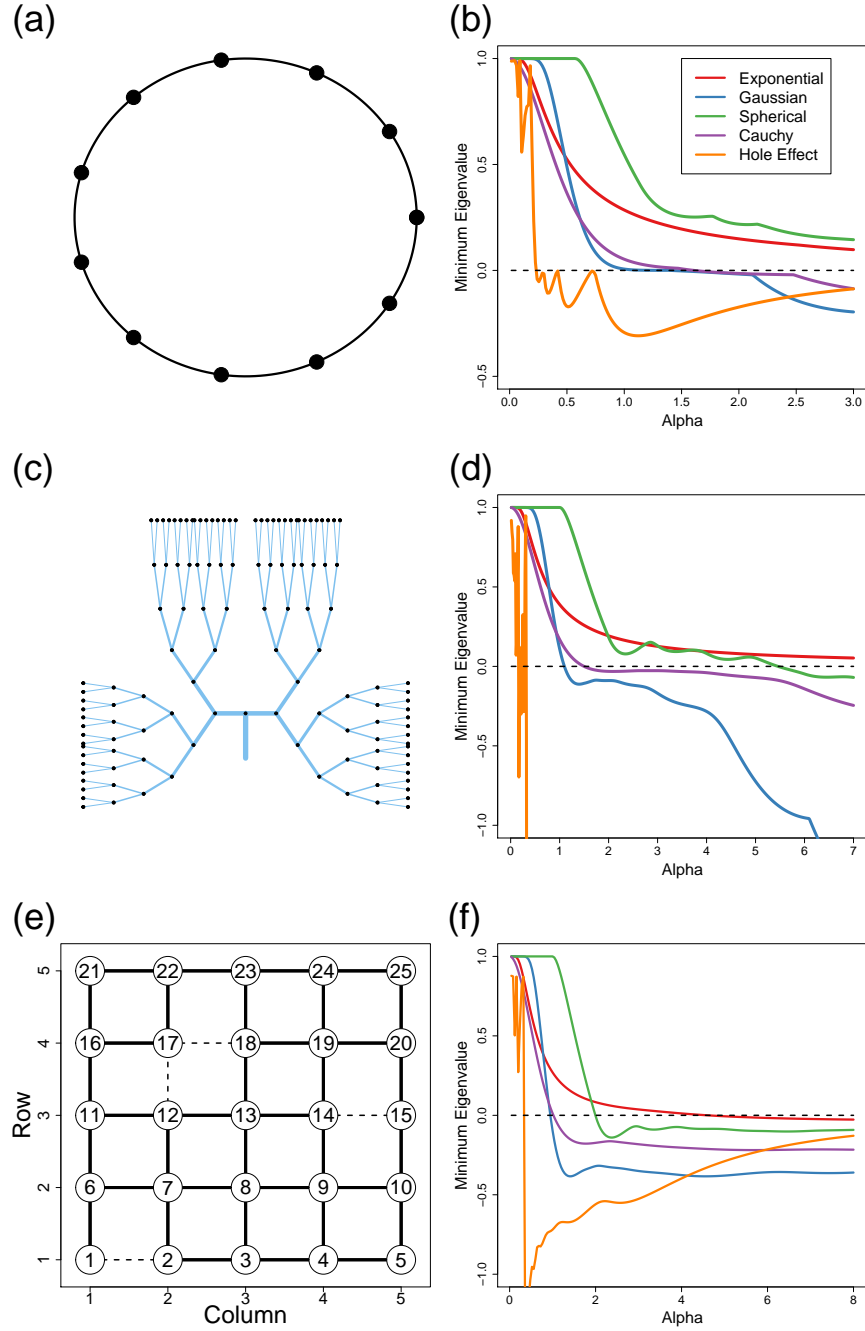 (a)
(b)
Minimum Eigenvalue
1.0
0.5
0.0
−0.5
Exponential
Gaussian
Spherical
Cauchy
Hole Effect
0.0 0.5 1.0 1.5 2.0 2.5 3.0
Alpha
(c)
(d)
Minimum Eigenvalue
1.0
0.5
0.0
−0.5
−1.0
0 1 2 3 4 5 6 7
Alpha
(e)
Row
5
4
3
2
1
21 22 23 24 25
16 17 18 19 20
11 12 13 14 15
6 7 8 9 10
1 2 3 4 5
1 2 3 4 5
Column
(f)
Minimum Eigenvalue
1.0
0.5
0.0
−0.5
−1.0
0 2 4 6 8
Alpha